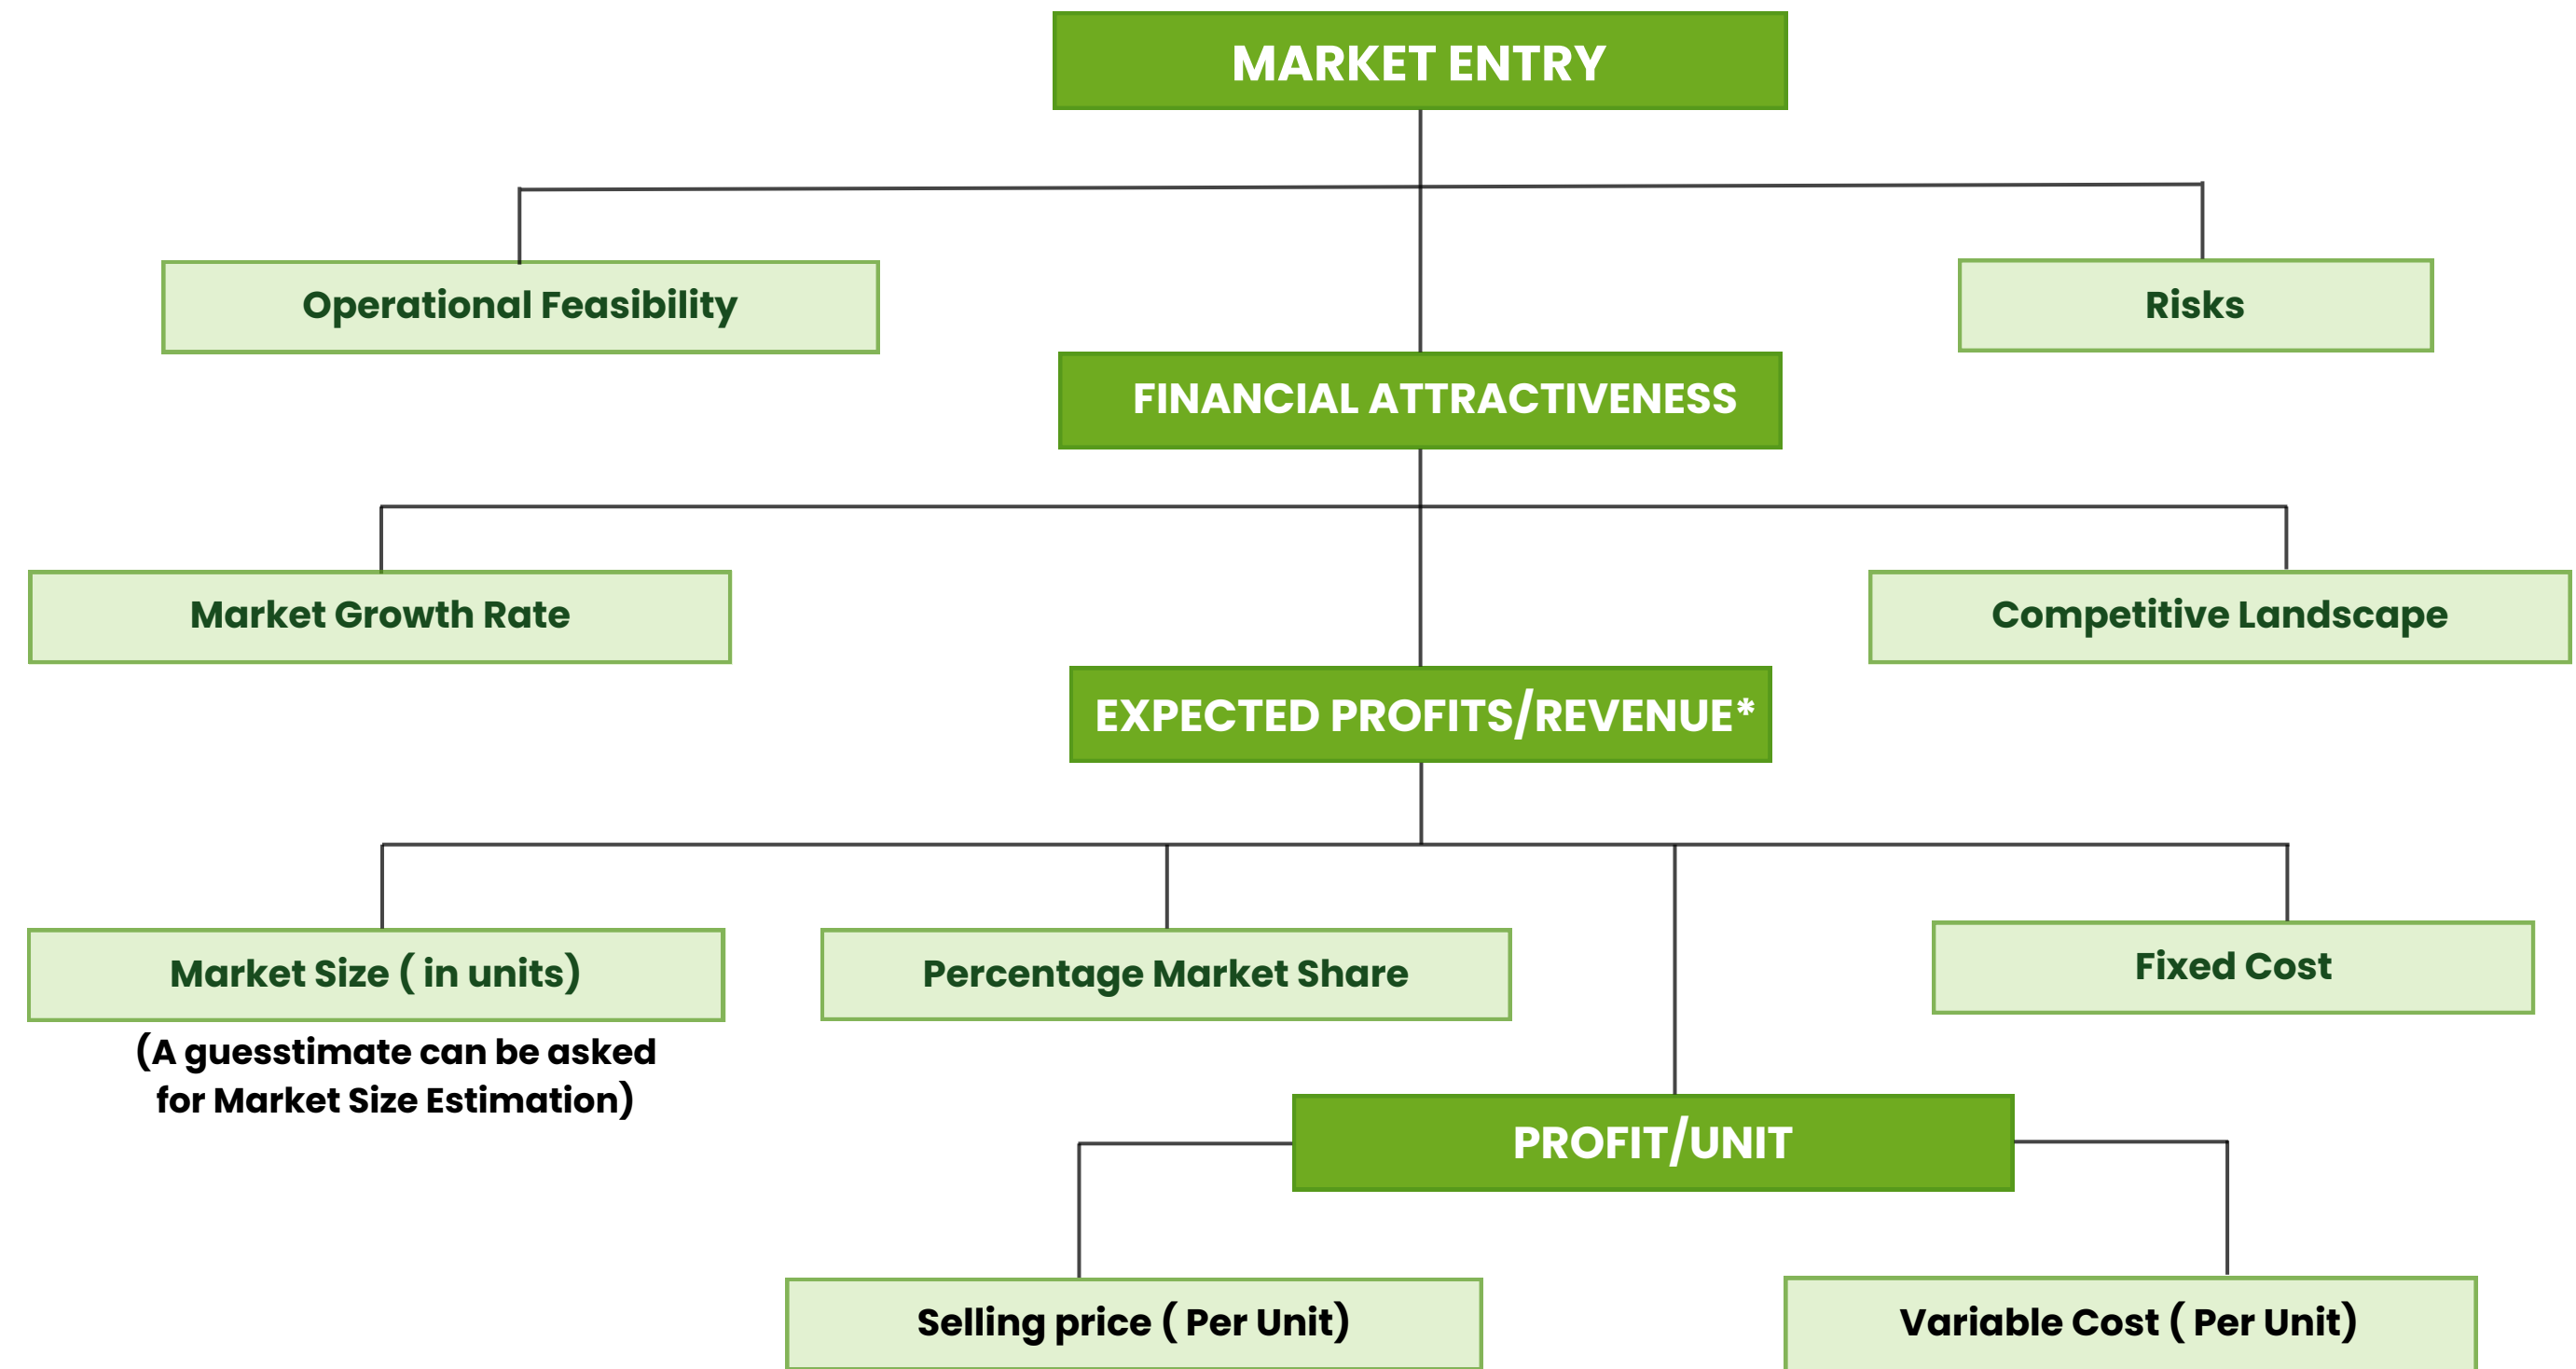 MARKET ENTRY
Operational Feasibility
Risks
FINANCIAL ATTRACTIVENESS
Market Growth Rate
Competitive Landscape
EXPECTED PROFITS/REVENUE*
Market Size ( in units)
Percentage Market Share
Fixed Cost
(A guesstimate can be asked
for Market Size Estimation)
PROFIT/UNIT
Selling price ( Per Unit)
Variable Cost ( Per Unit)